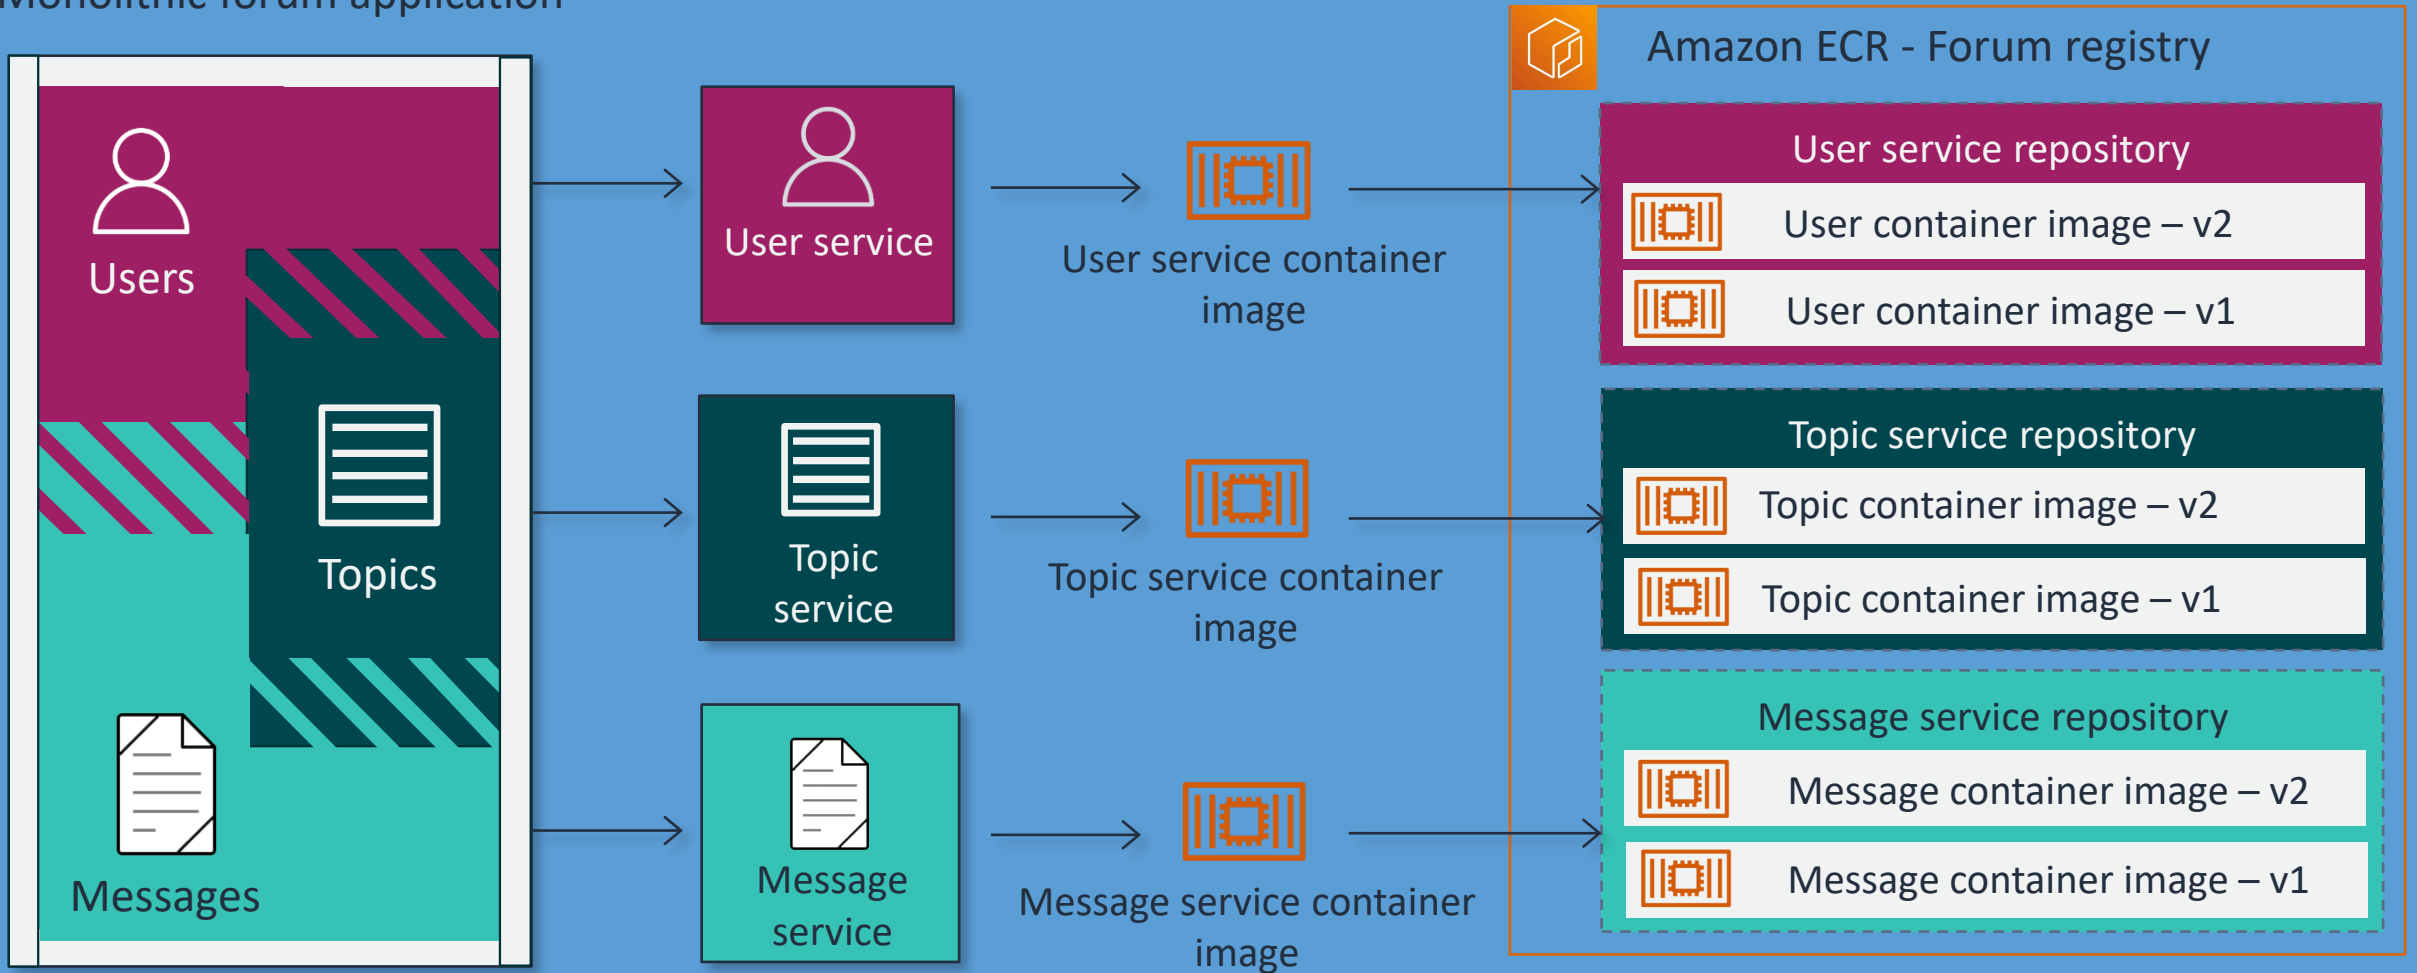 Monolithic forum application
Amazon ECR - Forum registry
Users
Topics
Messages
User service
Topic
service
Message
service
User service container
image
Topic service container
image
Message service container
image
User service repository
User container image – v2
User container image – v1
Topic service repository
Topic container image – v2
Topic container image – v1
Message service repository
Message container image – v2
Message container image – v1